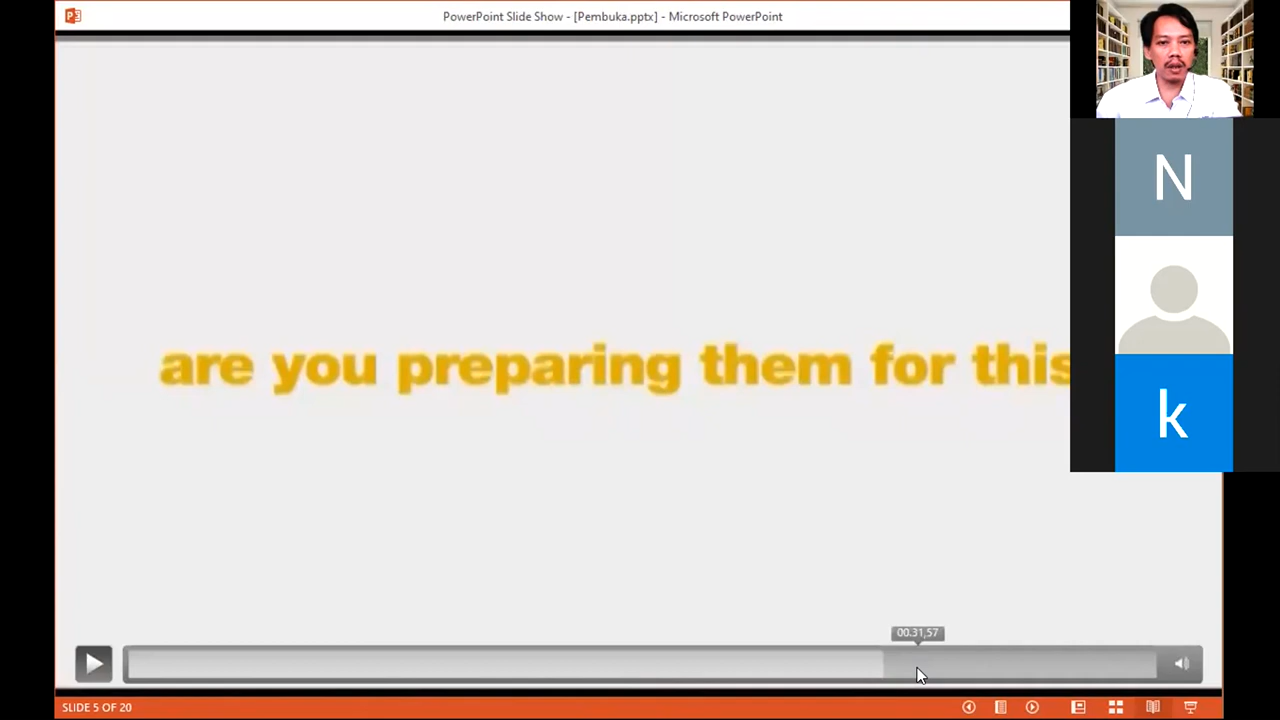 PowerPoint Slide Show - [Pembuka.pptx] - Microsoft PowerPoint
N
are you preparing them for this
k
00.31,57
SLIDE 5 OF 20